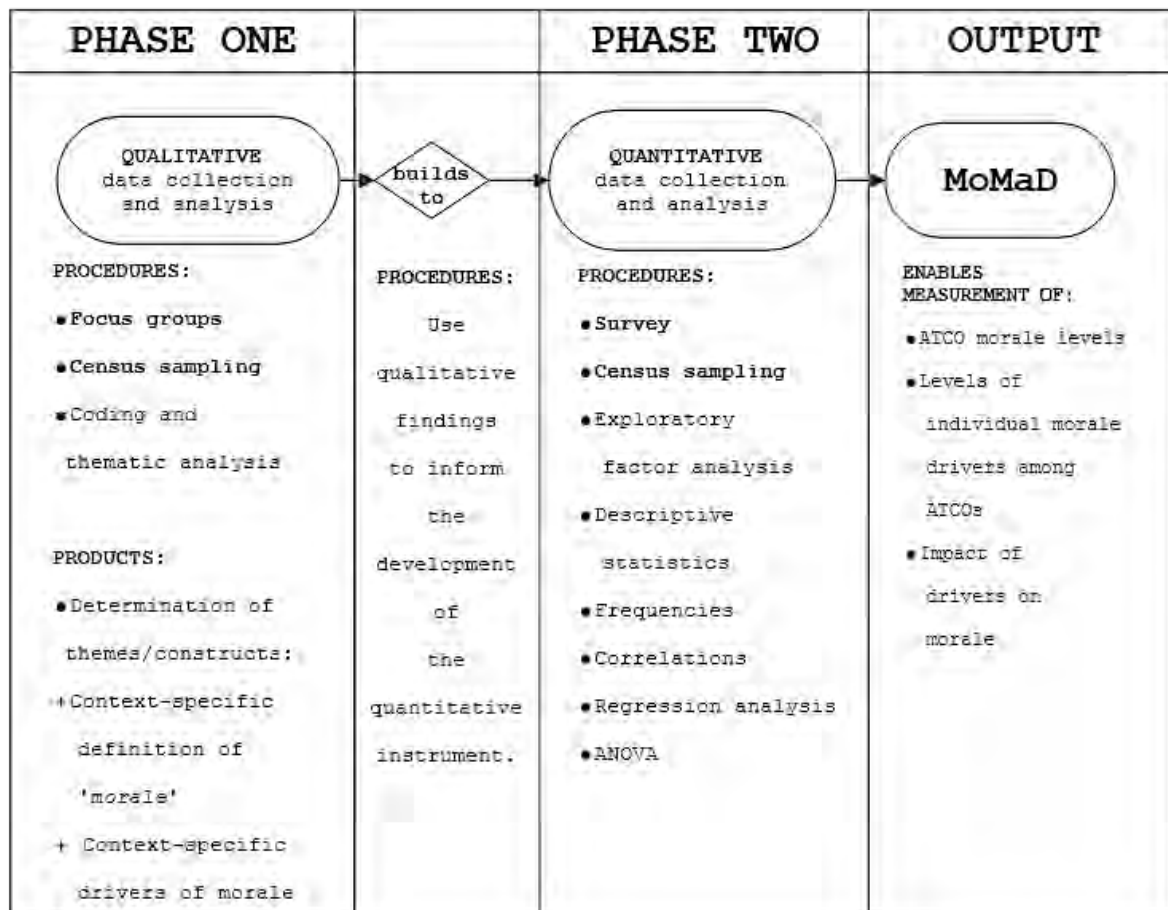 PHASE ONE
PHASE TWO
OUTPUT
QUALITATIVE
data collection
and analysis
builds
to
QUANTITATIVE
data collection
and analysis
MoMaD
PROCEDURES:
•Focus groups
•Census sampling
•Coding and
thematic analysis
PRODUCTS:
•Determination of
themes/constructs:
+Context-specific
definition of
'morale'
+ Context-specific
drivers of morale
PROCEDURES:
Use
qualitative
findings
to inform
the
development
of
the
quantitative
instrument.
PROCEDURES:
•Survey
•Census sampling
•Exploratory
factor analysis
•Descriptive
statistics
•Frequencies
•Correlations
•Regression analysis
•ANOVA
ENABLES
MEASUREMENT OF:
•ATCO morale levels
•Levels of
individual morale
drivers among
ATCOs
•Impact of
drivers on
morale